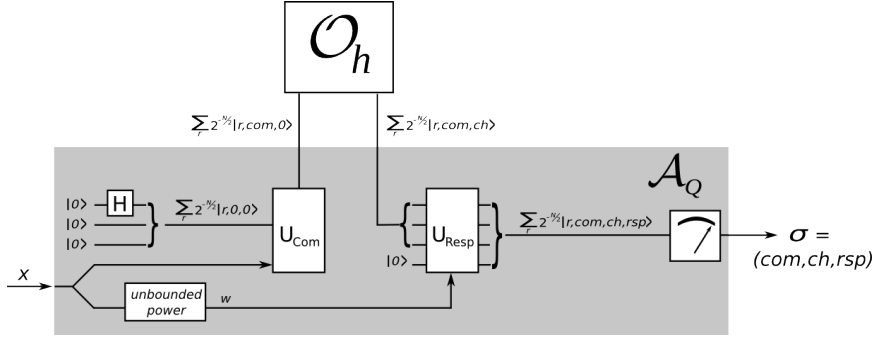 𝒪h
∑r 2^-N/2 |r,com,0>
∑r 2^-N/2 |r,com,ch>
𝒜Q
|0>
H
|0>
|0>
∑r 2^-N/2 |r,0,0>
UCom
|0>
UResp
∑r 2^-N/2 |r,com,ch,rsp>
σ =
(com,ch,rsp)
x
unbounded
power
w